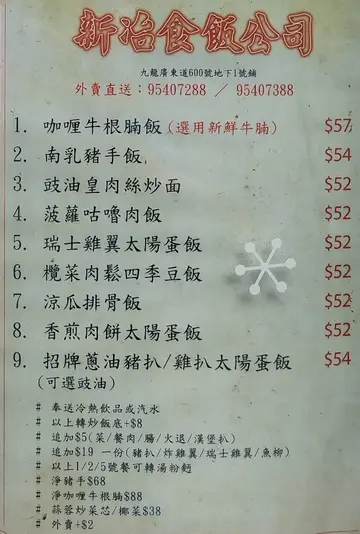 新冶食飯公司
九龍廣東道600號地下1號鋪
外賣直送：95407288 ／ 95407388
1. 咖喱牛根腩飯(選用新鮮牛腩) $57
2. 南乳豬手飯 $54
3. 豉油皇肉絲炒面 $52
4. 菠蘿咕嚕肉飯 $52
5. 瑞士雞翼太陽蛋飯 $52
6. 欖菜肉鬆四季豆飯 $52
7. 涼瓜排骨飯 $52
8. 香煎肉餅太陽蛋飯 $52
9. 招牌蔥油豬扒/雞扒太陽蛋飯 $54
(可選豉油)
# 奉送冷熱飲品或汽水
# 以上轉炒飯底+$8
# 追加$5(菜/餐肉/腸/火退/漢堡扒)
# 追加$19 一份(豬扒/炸雞翼/瑞士雞翼/魚柳)
# 以上1/2/5號餐可轉湯粉麵
# 淨豬手$68
# 淨咖喱牛根腩$88
# 蒜蓉炒菜芯/椰菜$38
# 外賣+$2